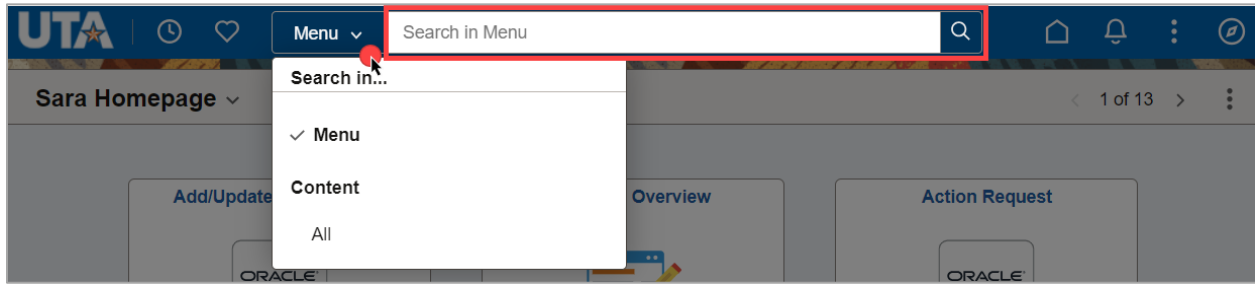 UTA Menu Search in Menu
Search in...
Sara Homepage 1 of 13
Menu
Content
Add/Update Overview Action Request
All
ORACLE ORACLE